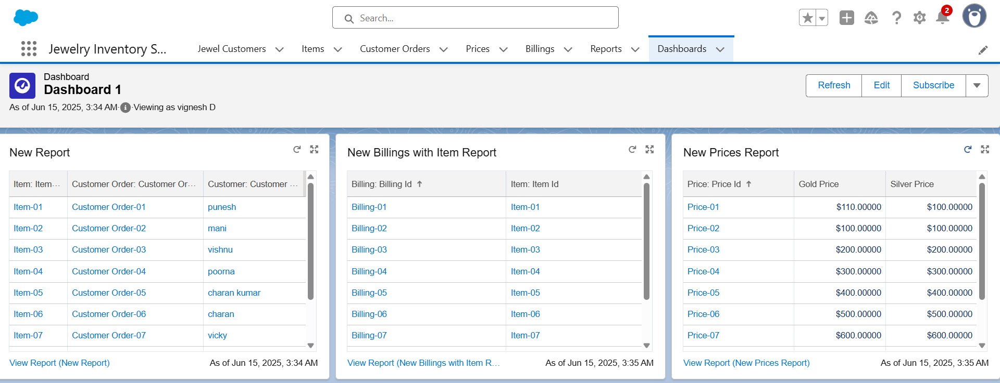 Search...
2
Jewelry Inventory S...
Jewel Customers
Items
Customer Orders
Prices
Billings
Reports
Dashboards
Dashboard
Dashboard 1
As of Jun 15, 2025, 3:34 AM·Viewing as vignesh D
Refresh
Edit
Subscribe
New Report
Item: Item... Customer Order: Customer Or... Customer: Customer ...
Item-01 Customer Order-01 punesh
Item-02 Customer Order-02 mani
Item-03 Customer Order-03 vishnu
Item-04 Customer Order-04 poorna
Item-05 Customer Order-05 charan kumar
Item-06 Customer Order-06 charan
Item-07 Customer Order-07 vicky
View Report (New Report) As of Jun 15, 2025, 3:34 AM
New Billings with Item Report
Billing: Billing Id ↑ Item: Item Id
Billing-01 Item-01
Billing-02 Item-02
Billing-03 Item-03
Billing-04 Item-04
Billing-05 Item-05
Billing-06 Item-06
Billing-07 Item-07
View Report (New Billings with Item R... As of Jun 15, 2025, 3:35 AM
New Prices Report
Price: Price Id ↑ Gold Price Silver Price
Price-01 $110.00000 $100.00000
Price-02 $100.00000 $100.00000
Price-03 $200.00000 $200.00000
Price-04 $300.00000 $300.00000
Price-05 $400.00000 $400.00000
Price-06 $500.00000 $500.00000
Price-07 $600.00000 $600.00000
View Report (New Prices Report) As of Jun 15, 2025, 3:35 AM